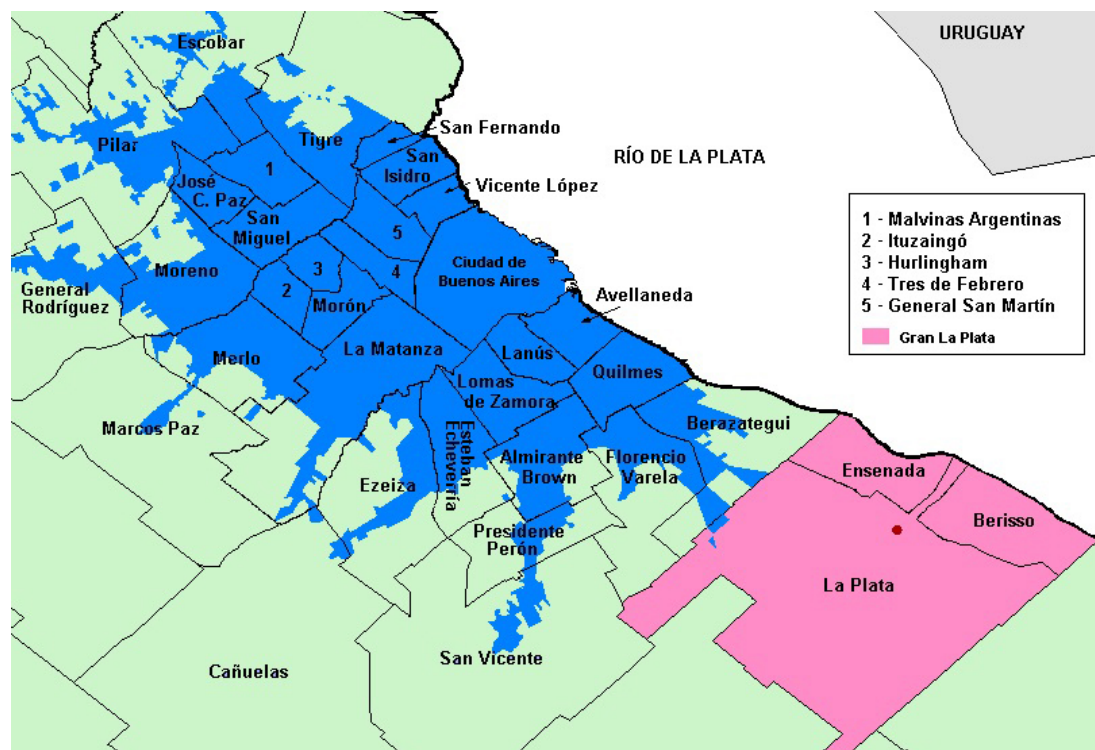 Escobar
URUGUAY
San Fernando
Tigre
Pilar
San
Isidro
RÍO DE LA PLATA
1
José
C. Paz
Vicente López
San
Miguel
5
1 - Malvinas Argentinas
2 - Ituzaingó
3 - Hurlingham
4 - Tres de Febrero
5 - General San Martín
Gran La Plata
Moreno
3
4
Ciudad de
Buenos Aires
General
Rodríguez
2
Morón
Avellaneda
La Matanza
Lanús
Merlo
Quilmes
Lomas
de Zamora
Marcos Paz
Berazategui
Esteban
Echeverría
Almirante
Brown
Florencio
Varela
Ensenada
Ezeiza
Berisso
Presidente
Perón
La Plata
San Vicente
Cañuelas